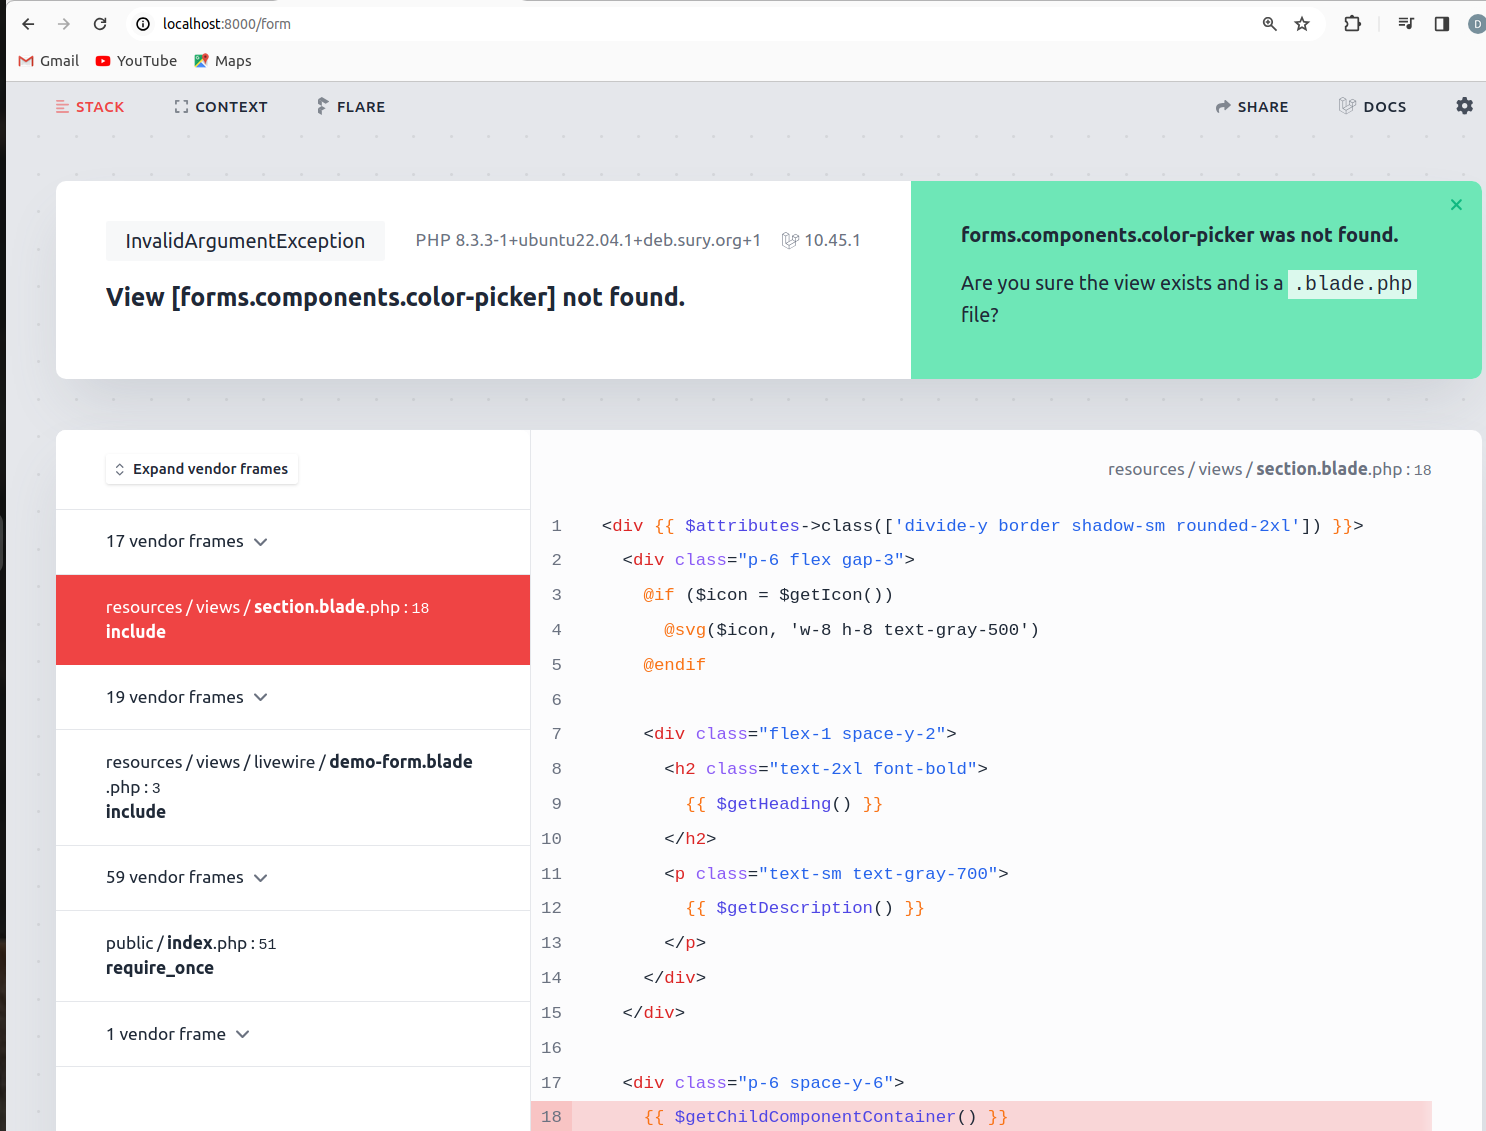 localhost:8000/form
D
Gmail YouTube Maps
STACK CONTEXT FLARE SHARE DOCS
InvalidArgumentException PHP 8.3.3-1+ubuntu22.04.1+deb.sury.org+1 10.45.1
View [forms.components.color-picker] not found.
forms.components.color-picker was not found.
Are you sure the view exists and is a .blade.php
file?
Expand vendor frames
17 vendor frames
resources / views / section.blade.php : 18
include
19 vendor frames
resources / views / livewire / demo-form.blade
.php : 3
include
59 vendor frames
public / index.php : 51
require_once
1 vendor frame
resources / views / section.blade.php : 18
1 <div {{ $attributes->class(['divide-y border shadow-sm rounded-2xl']) }}>
2 <div class="p-6 flex gap-3">
3 @if ($icon = $getIcon())
4 @svg($icon, 'w-8 h-8 text-gray-500')
5 @endif
6
7 <div class="flex-1 space-y-2">
8 <h2 class="text-2xl font-bold">
9 {{ $getHeading() }}
10 </h2>
11 <p class="text-sm text-gray-700">
12 {{ $getDescription() }}
13 </p>
14 </div>
15 </div>
16
17 <div class="p-6 space-y-6">
18 {{ $getChildComponentContainer() }}